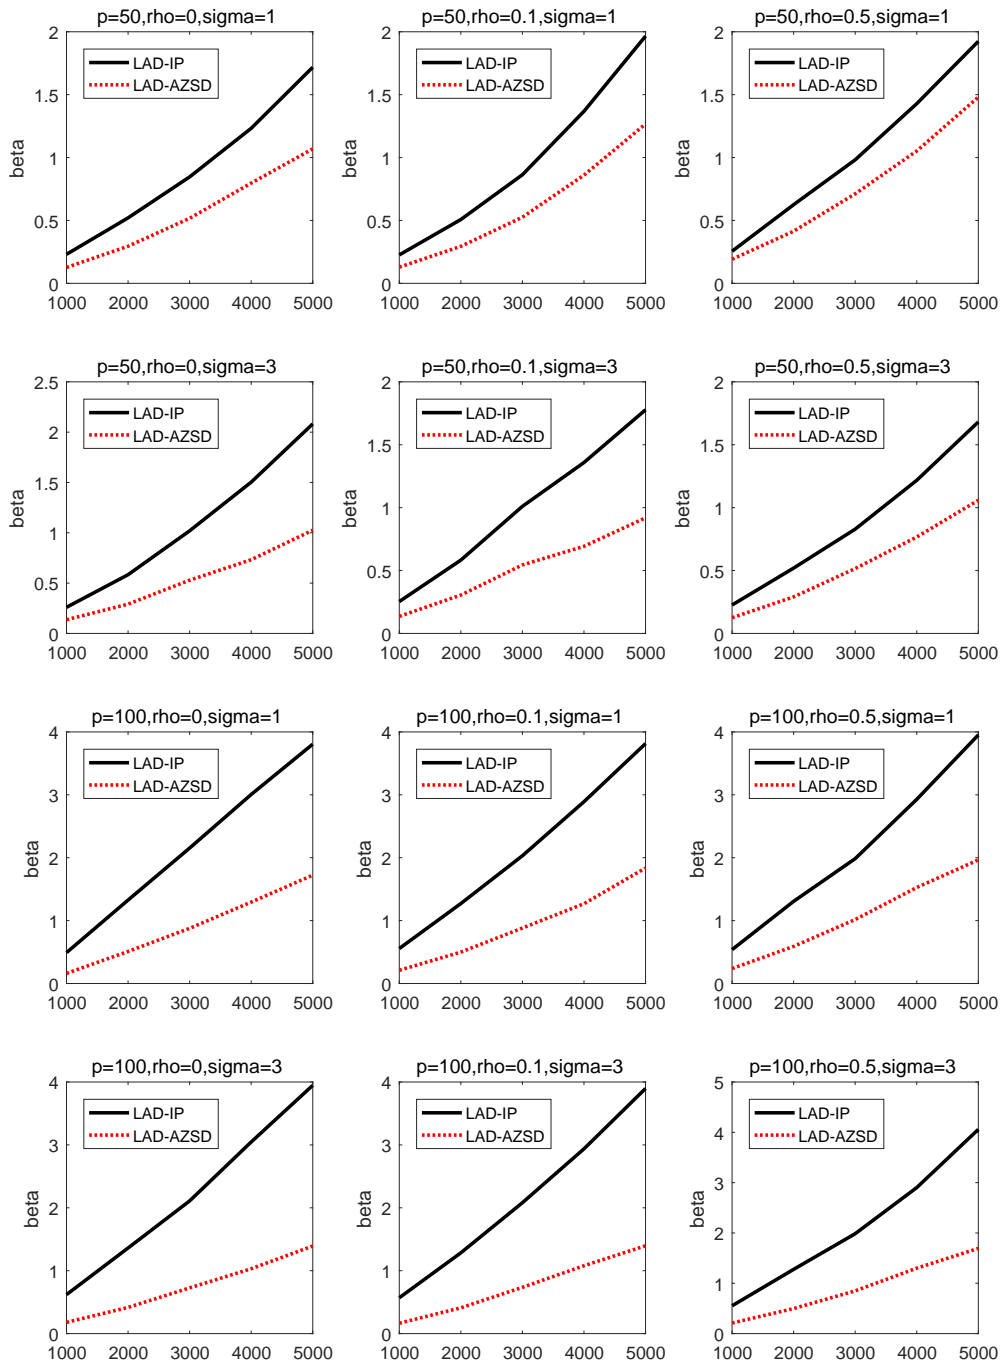 p=50,rho=0,sigma=1
2
1.5
1
0.5
0
beta
LAD-IP
LAD-AZSD
1000 2000 3000 4000 5000
p=50,rho=0.1,sigma=1
2
1.5
1
0.5
0
beta
LAD-IP
LAD-AZSD
1000 2000 3000 4000 5000
p=50,rho=0.5,sigma=1
2
1.5
1
0.5
0
beta
LAD-IP
LAD-AZSD
1000 2000 3000 4000 5000
p=50,rho=0,sigma=3
2.5
2
1.5
1
0.5
0
beta
LAD-IP
LAD-AZSD
1000 2000 3000 4000 5000
p=50,rho=0.1,sigma=3
2
1.5
1
0.5
0
beta
LAD-IP
LAD-AZSD
1000 2000 3000 4000 5000
p=50,rho=0.5,sigma=3
2
1.5
1
0.5
0
beta
LAD-IP
LAD-AZSD
1000 2000 3000 4000 5000
p=100,rho=0,sigma=1
4
3
2
1
0
beta
LAD-IP
LAD-AZSD
1000 2000 3000 4000 5000
p=100,rho=0.1,sigma=1
4
3
2
1
0
beta
LAD-IP
LAD-AZSD
1000 2000 3000 4000 5000
p=100,rho=0.5,sigma=1
4
3
2
1
0
beta
LAD-IP
LAD-AZSD
1000 2000 3000 4000 5000
p=100,rho=0,sigma=3
4
3
2
1
0
beta
LAD-IP
LAD-AZSD
1000 2000 3000 4000 5000
p=100,rho=0.1,sigma=3
4
3
2
1
0
beta
LAD-IP
LAD-AZSD
1000 2000 3000 4000 5000
p=100,rho=0.5,sigma=3
5
4
3
2
1
0
beta
LAD-IP
LAD-AZSD
1000 2000 3000 4000 5000